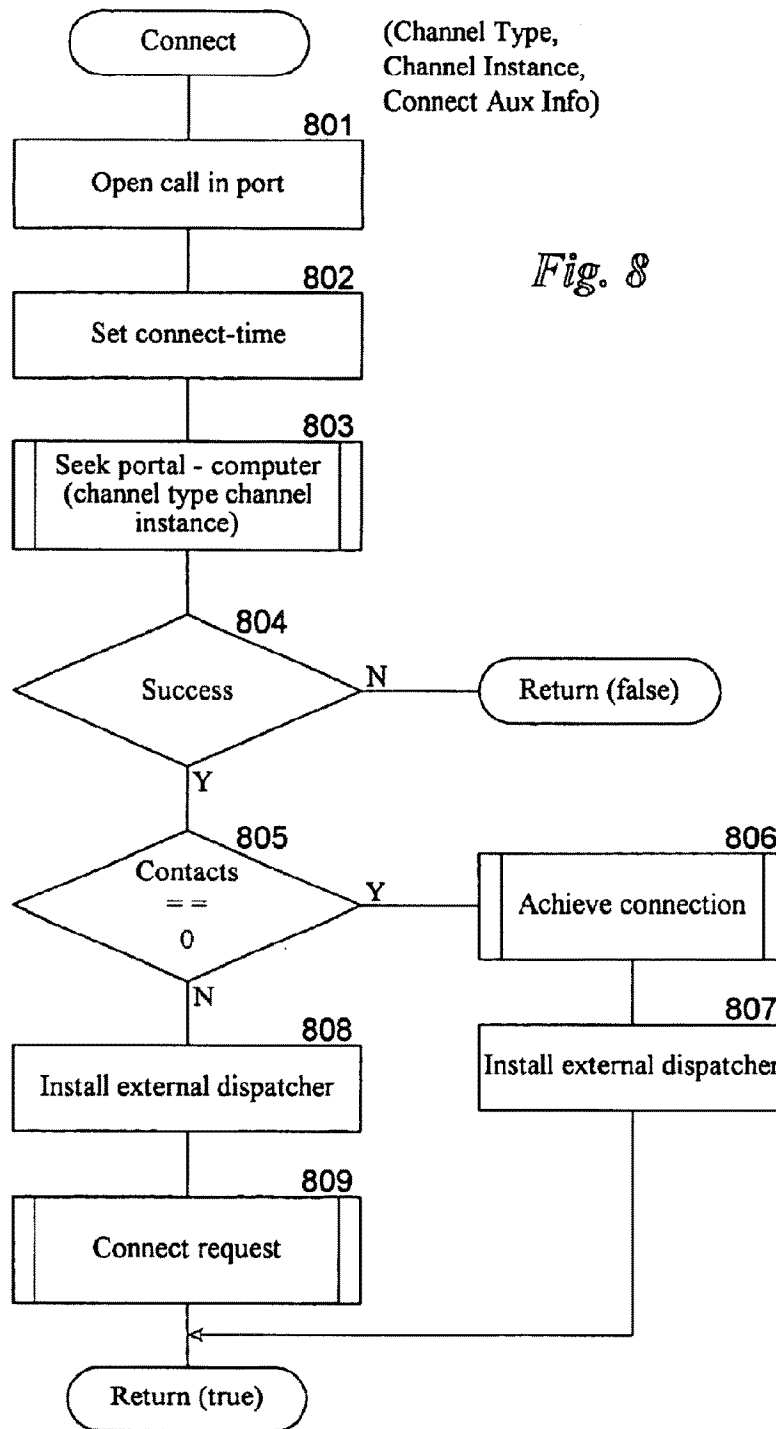 Connect
(Channel Type,
Channel Instance,
Connect Aux Info)
801
Open call in port
Fig. 8
802
Set connect-time
803
Seek portal - computer
(channel type channel
instance)
804
Success
N
Return (false)
Y
805
Contacts
= =
0
Y
806
Achieve connection
N
807
Install external dispatcher
808
Install external dispatcher
809
Connect request
Return (true)